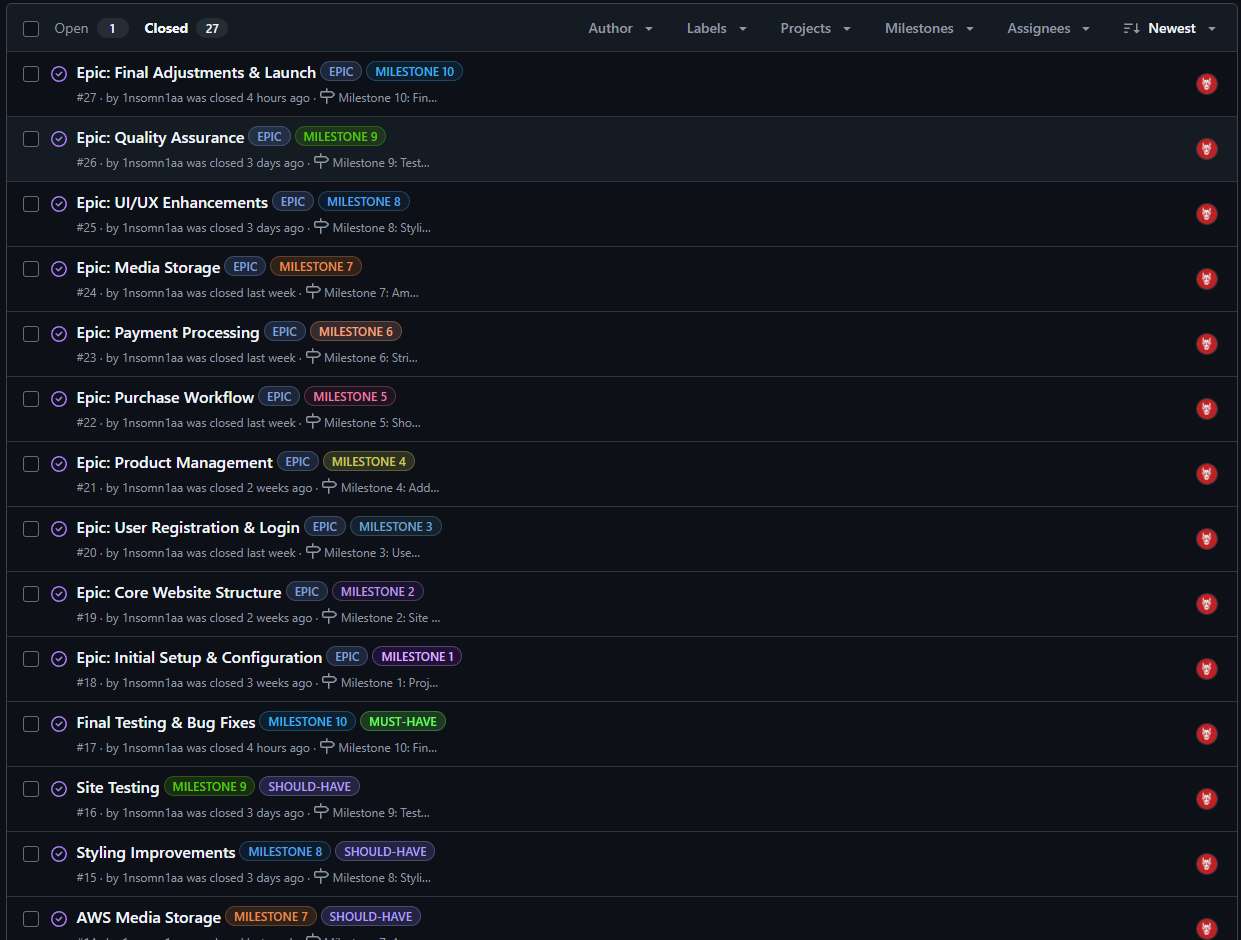 Open 1 Closed 27 Author Labels Projects Milestones Assignees Newest
Epic: Final Adjustments & Launch EPIC MILESTONE 10
#27 · by 1nsomn1aa was closed 4 hours ago · Milestone 10: Fin...
Epic: Quality Assurance EPIC MILESTONE 9
#26 · by 1nsomn1aa was closed 3 days ago · Milestone 9: Test...
Epic: UI/UX Enhancements EPIC MILESTONE 8
#25 · by 1nsomn1aa was closed 3 days ago · Milestone 8: Styli...
Epic: Media Storage EPIC MILESTONE 7
#24 · by 1nsomn1aa was closed last week · Milestone 7: Am...
Epic: Payment Processing EPIC MILESTONE 6
#23 · by 1nsomn1aa was closed last week · Milestone 6: Stri...
Epic: Purchase Workflow EPIC MILESTONE 5
#22 · by 1nsomn1aa was closed last week · Milestone 5: Sho...
Epic: Product Management EPIC MILESTONE 4
#21 · by 1nsomn1aa was closed 2 weeks ago · Milestone 4: Add...
Epic: User Registration & Login EPIC MILESTONE 3
#20 · by 1nsomn1aa was closed last week · Milestone 3: Use...
Epic: Core Website Structure EPIC MILESTONE 2
#19 · by 1nsomn1aa was closed 2 weeks ago · Milestone 2: Site ...
Epic: Initial Setup & Configuration EPIC MILESTONE 1
#18 · by 1nsomn1aa was closed 3 weeks ago · Milestone 1: Proj...
Final Testing & Bug Fixes MILESTONE 10 MUST-HAVE
#17 · by 1nsomn1aa was closed 4 hours ago · Milestone 10: Fin...
Site Testing MILESTONE 9 SHOULD-HAVE
#16 · by 1nsomn1aa was closed 3 days ago · Milestone 9: Test...
Styling Improvements MILESTONE 8 SHOULD-HAVE
#15 · by 1nsomn1aa was closed 3 days ago · Milestone 8: Styli...
AWS Media Storage MILESTONE 7 SHOULD-HAVE